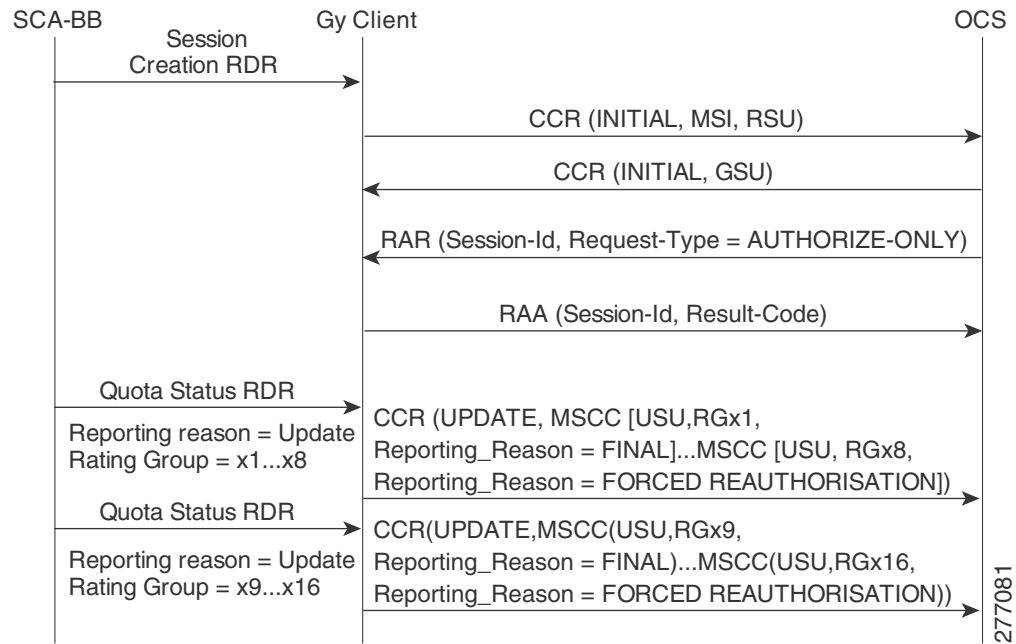 SCA-BB
Gy Client
OCS
Session
Creation RDR
CCR (INITIAL, MSI, RSU)
CCR (INITIAL, GSU)
RAR (Session-Id, Request-Type = AUTHORIZE-ONLY)
RAA (Session-Id, Result-Code)
Quota Status RDR
Reporting reason = Update
Rating Group = x1...x8
CCR (UPDATE, MSCC [USU,RGx1,
Reporting_Reason = FINAL]...MSCC [USU, RGx8,
Reporting_Reason = FORCED REAUTHORISATION])
Quota Status RDR
Reporting reason = Update
Rating Group = x9...x16
CCR(UPDATE,MSCC(USU,RGx9,
Reporting_Reason = FINAL)...MSCC(USU,RGx16,
Reporting_Reason = FORCED REAUTHORISATION))
277081